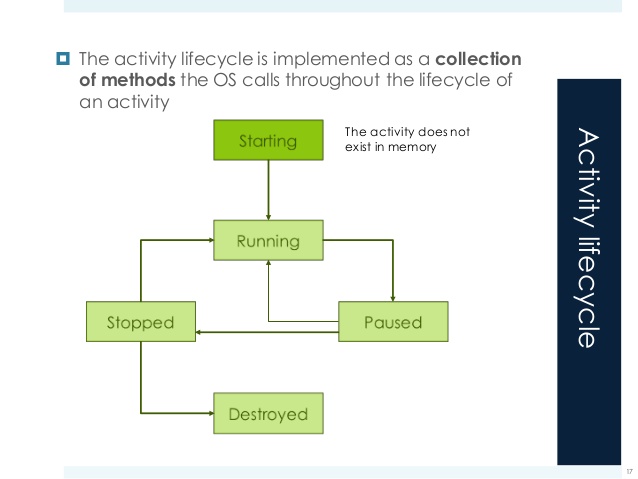 The activity lifecycle is implemented as a collection
of methods the OS calls throughout the lifecycle of
an activity
Starting
The activity does not
exist in memory
Running
Stopped
Paused
Destroyed
Activity lifecycle
17